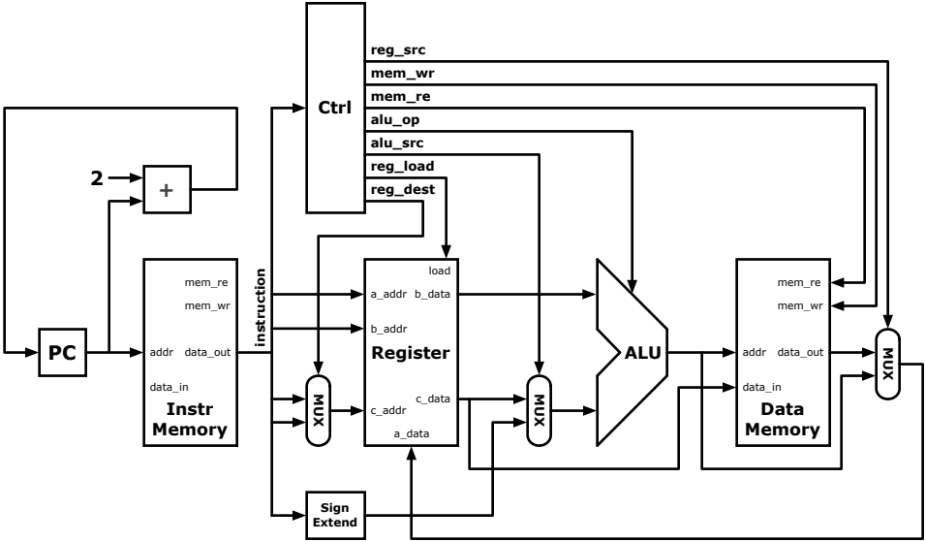 reg_src
mem_wr
mem_re
alu_op
alu_src
reg_load
reg_dest
Ctrl
2
+
PC
instruction
mem_re
mem_wr
addr
data_out
data_in
Instr
Memory
MUX
load
a_addr
b_data
b_addr
Register
c_data
c_addr
a_data
MUX
ALU
mem_re
mem_wr
addr
data_out
data_in
Data
Memory
MUX
Sign
Extend